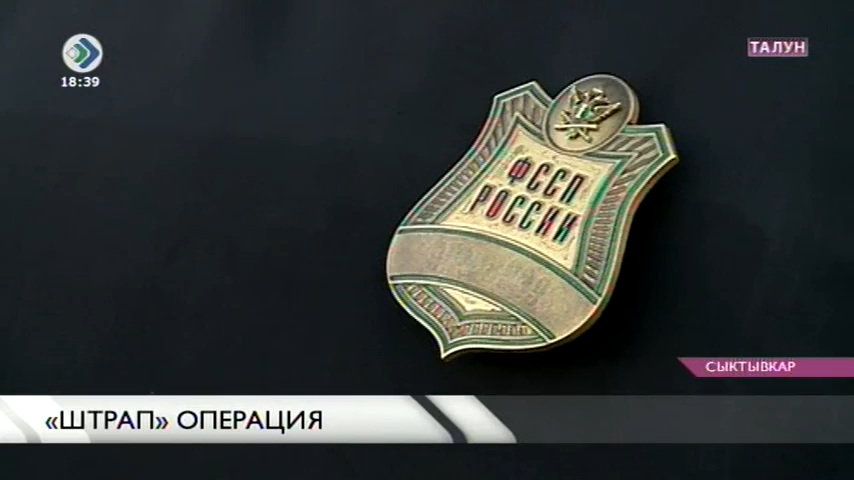 18:39
ТАЛУН
ФССП
РОССИИ
СЫКТЫВКАР
«ШТРАП» ОПЕРАЦИЯ